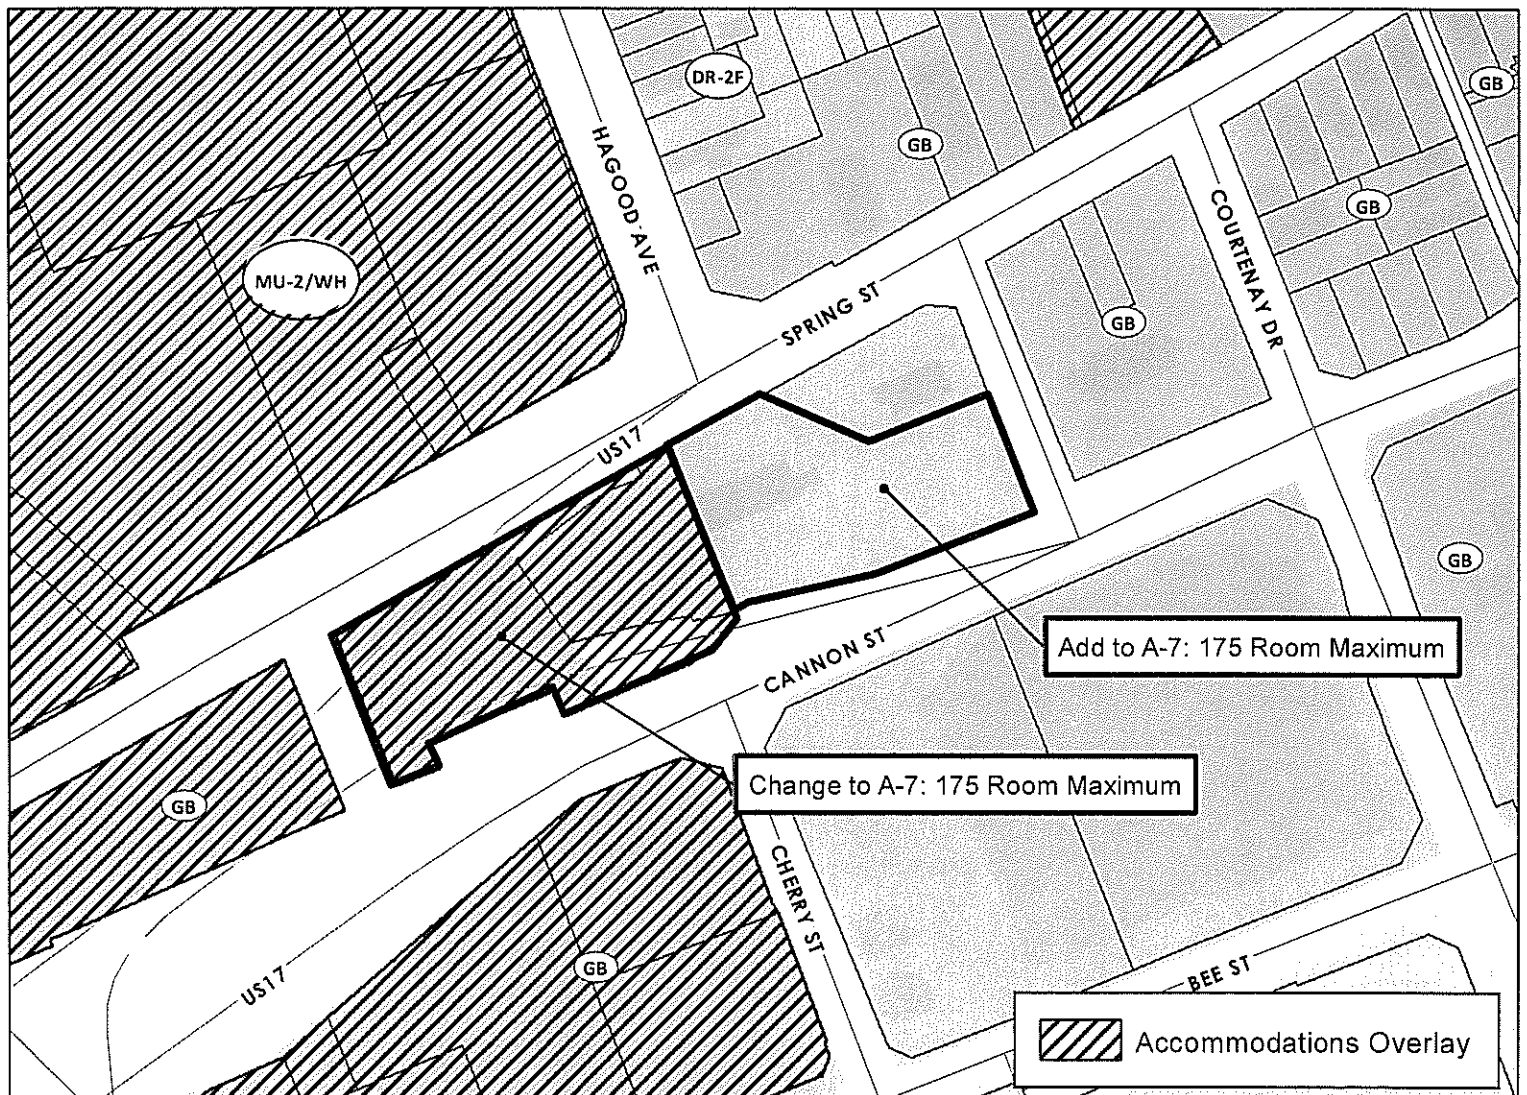 DR-2F
GB
GB
HAGOOD AVE
GB
COURTENAY DR
MU-2/WH
SPRING ST
GB
US17
GB
Add to A-7: 175 Room Maximum
CANNON ST
Change to A-7: 175 Room Maximum
GB
CHERRY ST
GB
US17
BEE ST
Accommodations Overlay